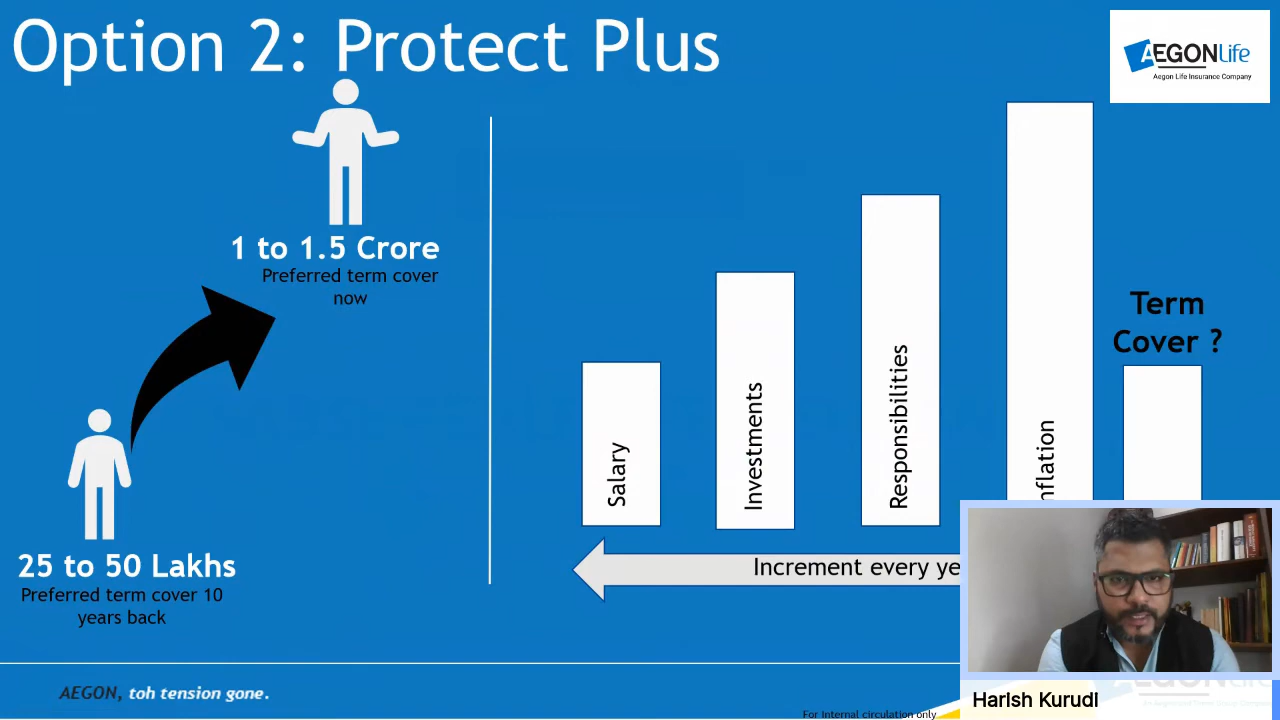 Option 2: Protect Plus
AEGONLife
Aegon Life Insurance Company
1 to 1.5 Crore
Preferred term cover
now
25 to 50 Lakhs
Preferred term cover 10
years back
Salary
Investments
Responsibilities
nflation
Term
Cover ?
Increment every ye
AEGON, toh tension gone.
For Internal circulation only
Harish Kurudi
AEGONLife